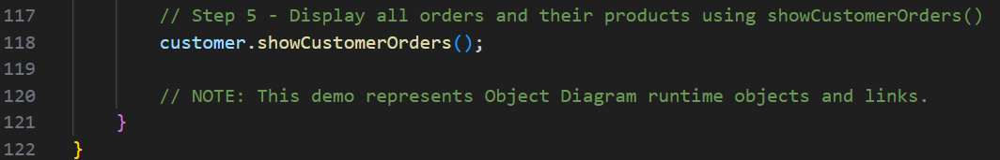 117 // Step 5 - Display all orders and their products using showCustomerOrders()
118 customer.showCustomerOrders();
119
120 // NOTE: This demo represents Object Diagram runtime objects and links.
121 }
122 }